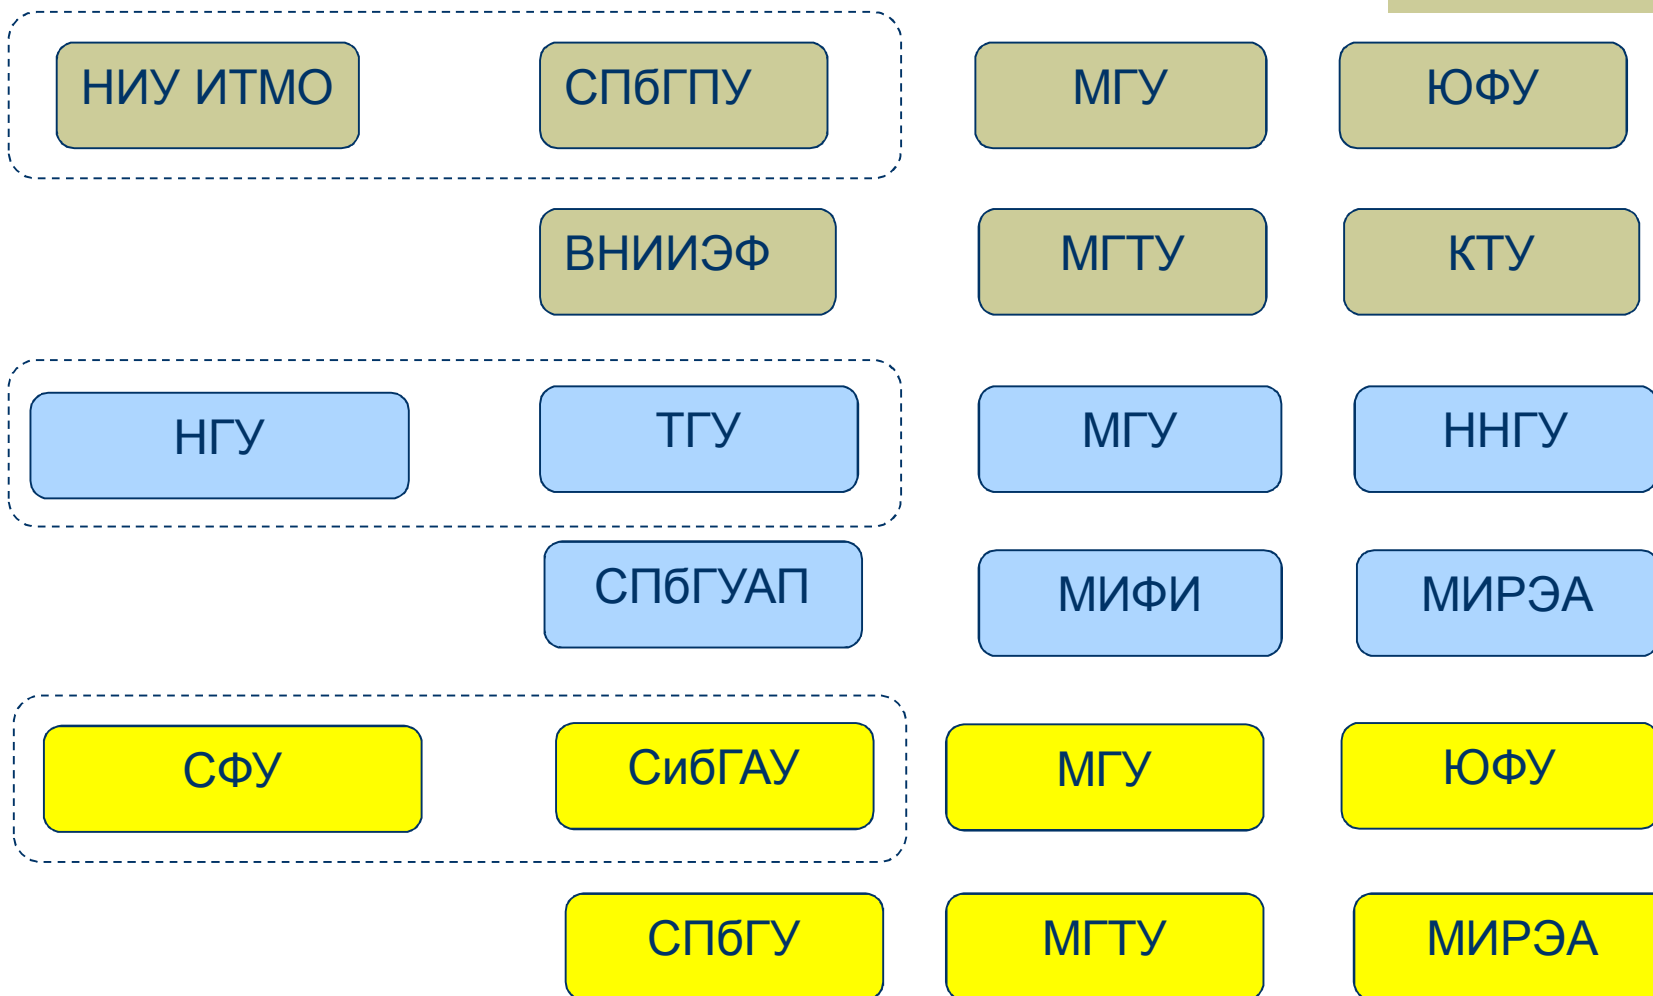 НИУ ИТМО
СПбГПУ
МГУ
ЮФУ
ВНИИЭФ
МГТУ
КТУ
НГУ
ТГУ
МГУ
ННГУ
СПбГУАП
МИФИ
МИРЭА
СФУ
СибГАУ
МГУ
ЮФУ
СПбГУ
МГТУ
МИРЭА